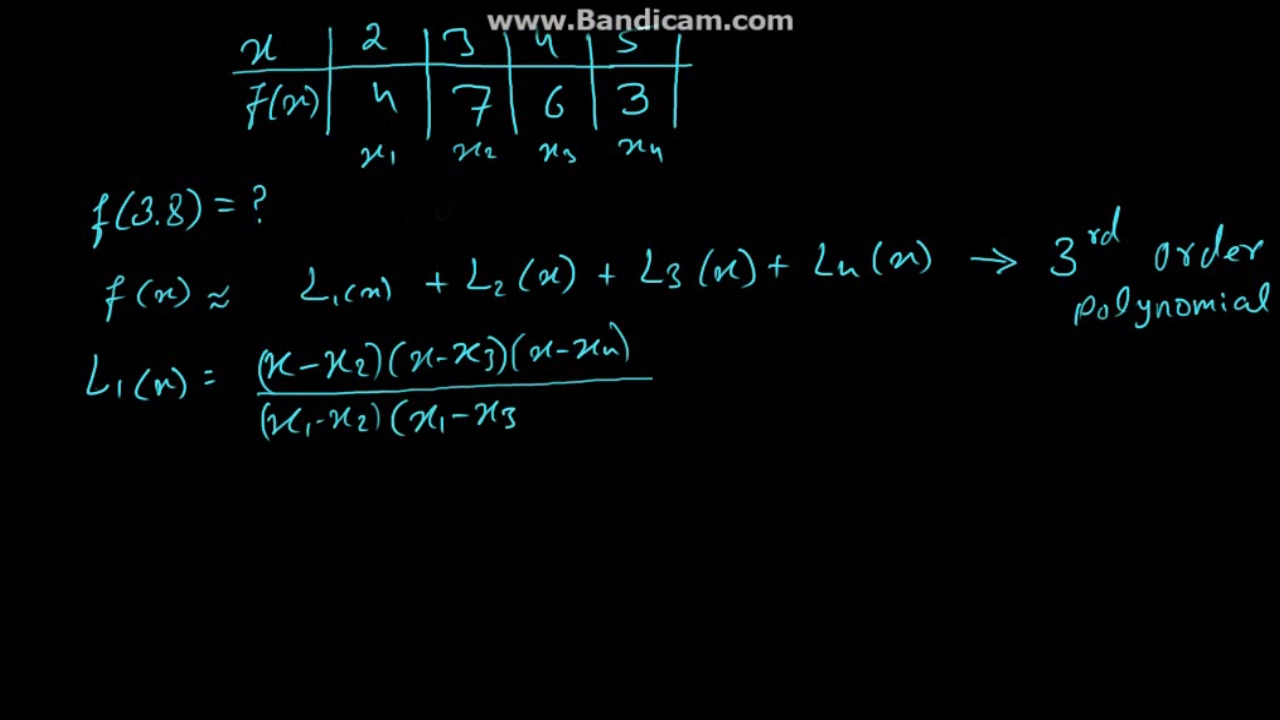 www.Bandicam.com
x 2 3 4 5
f(x) 4 7 6 3
x₁ x₂ x₃ x₄
f(3.8) = ?
f(x) ≈ L₁(x) + L₂(x) + L₃(x) + L₄(x) → 3rd order
polynomial
L₁(x) = (x-x₂)(x-x₃)(x-x₄)
(x₁-x₂)(x₁-x₃